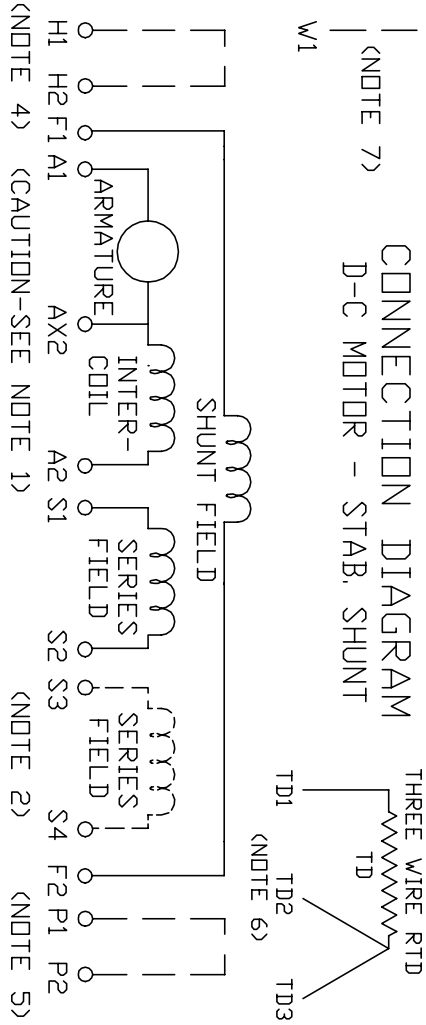 CONNECTION DIAGRAM
D-C MOTOR - STAB. SHUNT
W1
(NOTE 7)
THREE WIRE RTD
TD
TD1 TD2 TD3
(NOTE 6)
SHUNT FIELD
ARMATURE
INTER-
COIL
SERIES
FIELD
SERIES
FIELD
H1 H2 F1 A1 AX2 A2 S1 S2 S3 S4 F2 P1 P2
(NOTE 4) (CAUTION-SEE NOTE 1) (NOTE 2) (NOTE 5)